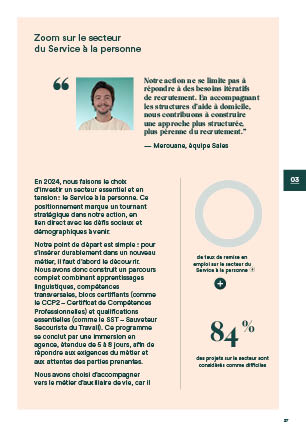 Zoom sur le secteur
du Service à la personne
“
Notre action ne se limite pas à
répondre à des besoins itératifs
de recrutement. En accompagnant
les structures d’aide à domicile,
nous contribuons à construire
une approche plus structurée,
plus pérenne du recrutement.”
— Merouane, équipe Sales
En 2024, nous faisons le choix
d’investir un secteur essentiel et en
tension : le Service à la personne. Ce
positionnement marque un tournant
stratégique dans notre action, en
lien direct avec les défis sociaux et
démographiques à venir.
Notre point de départ est simple : pour
s’insérer durablement dans un nouveau
métier, il faut d’abord le découvrir.
Nous avons donc construit un parcours
complet combinant apprentissages
linguistiques, compétences
transversales, blocs certifiants (comme
le CCP2 – Certificat de Compétences
Professionnelles) et qualifications
essentielles (comme le SST – Sauveteur
Secouriste du Travail). Ce programme
se conclut par une immersion en
agence, étendue de 5 à 8 jours, afin de
répondre aux exigences du métier et
aux attentes des parties prenantes.
Nous avons choisi d’accompagner
vers le métier d’auxiliaire de vie, car il
03
de taux de remise en
emploi sur le secteur du
Service à la personne
+
84%
des projets sur le secteur sont
considérés comme difficiles
27